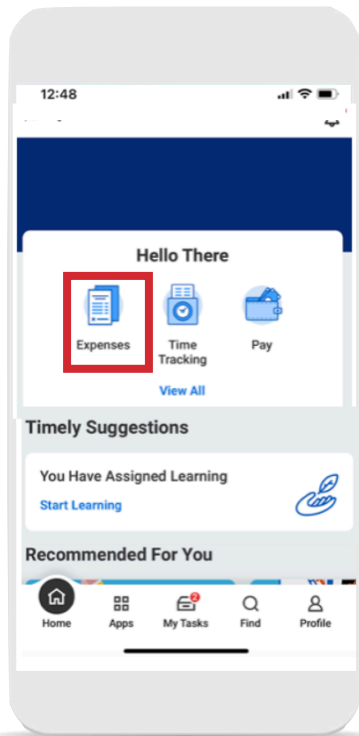 12:48
Hello There
Expenses
Time
Tracking
Pay
View All
Timely Suggestions
You Have Assigned Learning
Start Learning
Recommended For You
2
Home
Apps
My Tasks
Find
Profile